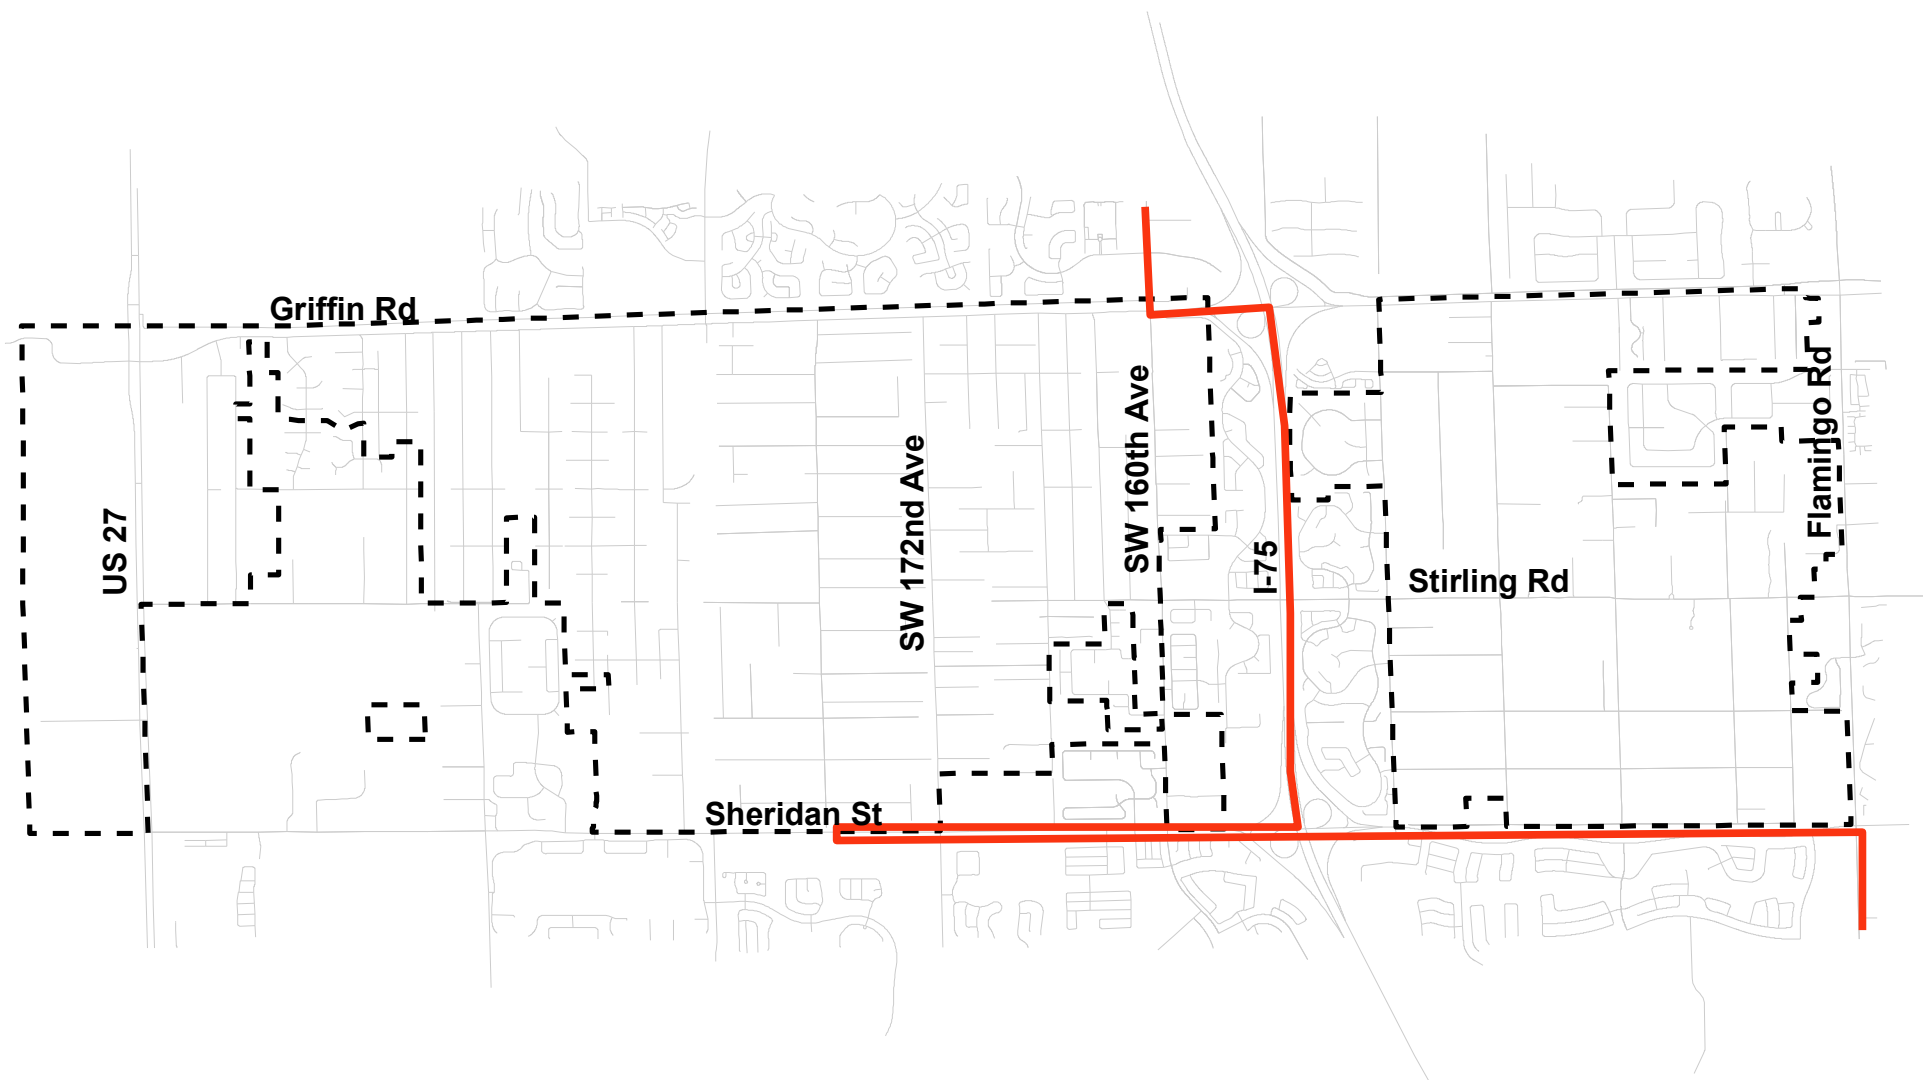 Griffin Rd
US 27
SW 172nd Ave
SW 160th Ave
I-75
Stirling Rd
Flamingo Rd
Sheridan St